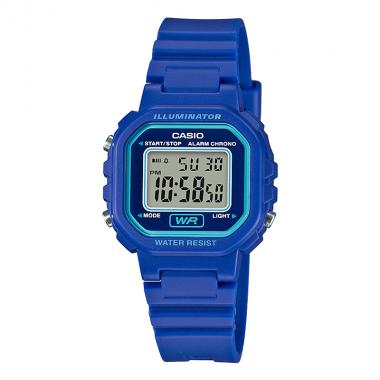 ILLUMINATOR
CASIO
START/STOP ALARM CHRONO
SU 30
PM
10:58 50
MODE LIGHT
WR
WATER RESIST